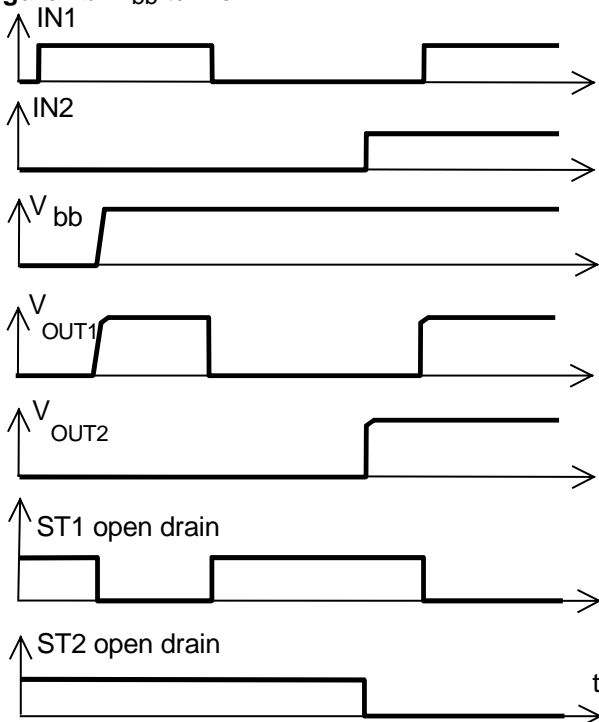 IN1
IN2
V bb
V OUT1
V OUT2
ST1 open drain
ST2 open drain
t